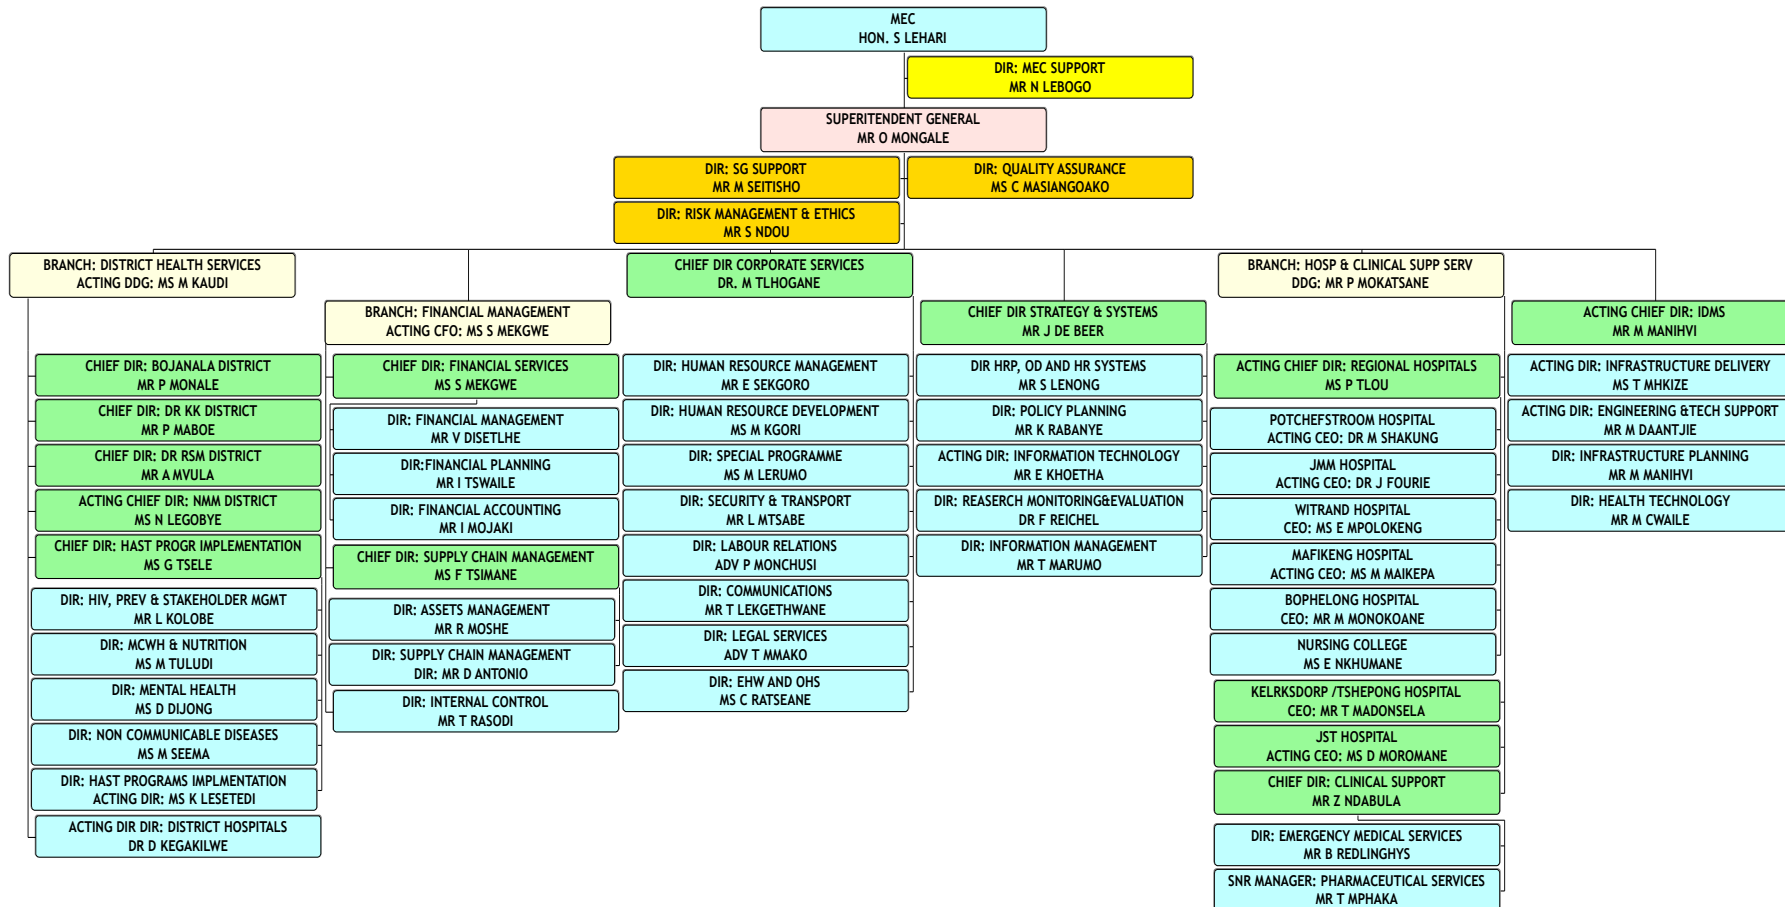 MEC
HON. S LEHARI
DIR: MEC SUPPORT
MR N LEBOGO
SUPERITENDENT GENERAL
MR O MONGALE
DIR: SG SUPPORT
MR M SEITISHO
DIR: QUALITY ASSURANCE
MS C MASIANGOAKO
DIR: RISK MANAGEMENT & ETHICS
MR S NDOU
BRANCH: DISTRICT HEALTH SERVICES
ACTING DDG: MS M KAUDI
CHIEF DIR: BOJANALA DISTRICT
MR P MONALE
CHIEF DIR: DR KK DISTRICT
MR P MABOE
CHIEF DIR: DR RSM DISTRICT
MR A MVULA
ACTING CHIEF DIR: NMM DISTRICT
MS N LEGOBYE
CHIEF DIR: HAST PROGR IMPLEMENTATION
MS G TSELE
DIR: HIV, PREV & STAKEHOLDER MGMT
MR L KOLOBE
DIR: MCWH & NUTRITION
MS M TULUDI
DIR: MENTAL HEALTH
MS D DIJONG
DIR: NON COMMUNICABLE DISEASES
MS M SEEMA
DIR: HAST PROGRAMS IMPLMENTATION
ACTING DIR: MS K LESETEDI
ACTING DIR DIR: DISTRICT HOSPITALS
DR D KEGAKILWE
BRANCH: FINANCIAL MANAGEMENT
ACTING CFO: MS S MEKGWE
CHIEF DIR: FINANCIAL SERVICES
MS S MEKGWE
DIR: FINANCIAL MANAGEMENT
MR V DISETLHE
DIR:FINANCIAL PLANNING
MR I TSWAILE
DIR: FINANCIAL ACCOUNTING
MR I MOJAKI
CHIEF DIR: SUPPLY CHAIN MANAGEMENT
MS F TSIMANE
DIR: ASSETS MANAGEMENT
MR R MOSHE
DIR: SUPPLY CHAIN MANAGEMENT
DIR: MR D ANTONIO
DIR: INTERNAL CONTROL
MR T RASODI
CHIEF DIR CORPORATE SERVICES
DR. M TLHOGANE
DIR: HUMAN RESOURCE MANAGEMENT
MR E SEKGORO
DIR: HUMAN RESOURCE DEVELOPMENT
MS M KGORI
DIR: SPECIAL PROGRAMME
MS M LERUMO
DIR: SECURITY & TRANSPORT
MR L MTSABE
DIR: LABOUR RELATIONS
ADV P MONCHUSI
DIR: COMMUNICATIONS
MR T LEKGETHWANE
DIR: LEGAL SERVICES
ADV T MMAKO
DIR: EHW AND OHS
MS C RATSEANE
CHIEF DIR STRATEGY & SYSTEMS
MR J DE BEER
DIR HRP, OD AND HR SYSTEMS
MR S LENONG
DIR: POLICY PLANNING
MR K RABANYE
ACTING DIR: INFORMATION TECHNOLOGY
MR E KHOETHA
DIR: REASERCH MONITORING&EVALUATION
DR F REICHEL
DIR: INFORMATION MANAGEMENT
MR T MARUMO
BRANCH: HOSP & CLINICAL SUPP SERV
DDG: MR P MOKATSANE
ACTING CHIEF DIR: REGIONAL HOSPITALS
MS P TLOU
POTCHEFSTROOM HOSPITAL
ACTING CEO: DR M SHAKUNG
JMM HOSPITAL
ACTING CEO: DR J FOURIE
WITRAND HOSPITAL
CEO: MS E MPOLOKENG
MAFIKENG HOSPITAL
ACTING CEO: MS M MAIKEPA
BOPHELONG HOSPITAL
CEO: MR M MONOKOANE
NURSING COLLEGE
MS E NKHUMANE
KELRKSDORP /TSHEPONG HOSPITAL
CEO: MR T MADONSELA
JST HOSPITAL
ACTING CEO: MS D MOROMANE
CHIEF DIR: CLINICAL SUPPORT
MR Z NDABULA
DIR: EMERGENCY MEDICAL SERVICES
MR B REDLINGHYS
SNR MANAGER: PHARMACEUTICAL SERVICES
MR T MPHAKA
ACTING CHIEF DIR: IDMS
MR M MANIHVI
ACTING DIR: INFRASTRUCTURE DELIVERY
MS T MHKIZE
ACTING DIR: ENGINEERING &TECH SUPPORT
MR M DAANTJIE
DIR: INFRASTRUCTURE PLANNING
MR M MANIHVI
DIR: HEALTH TECHNOLOGY
MR M CWAILE